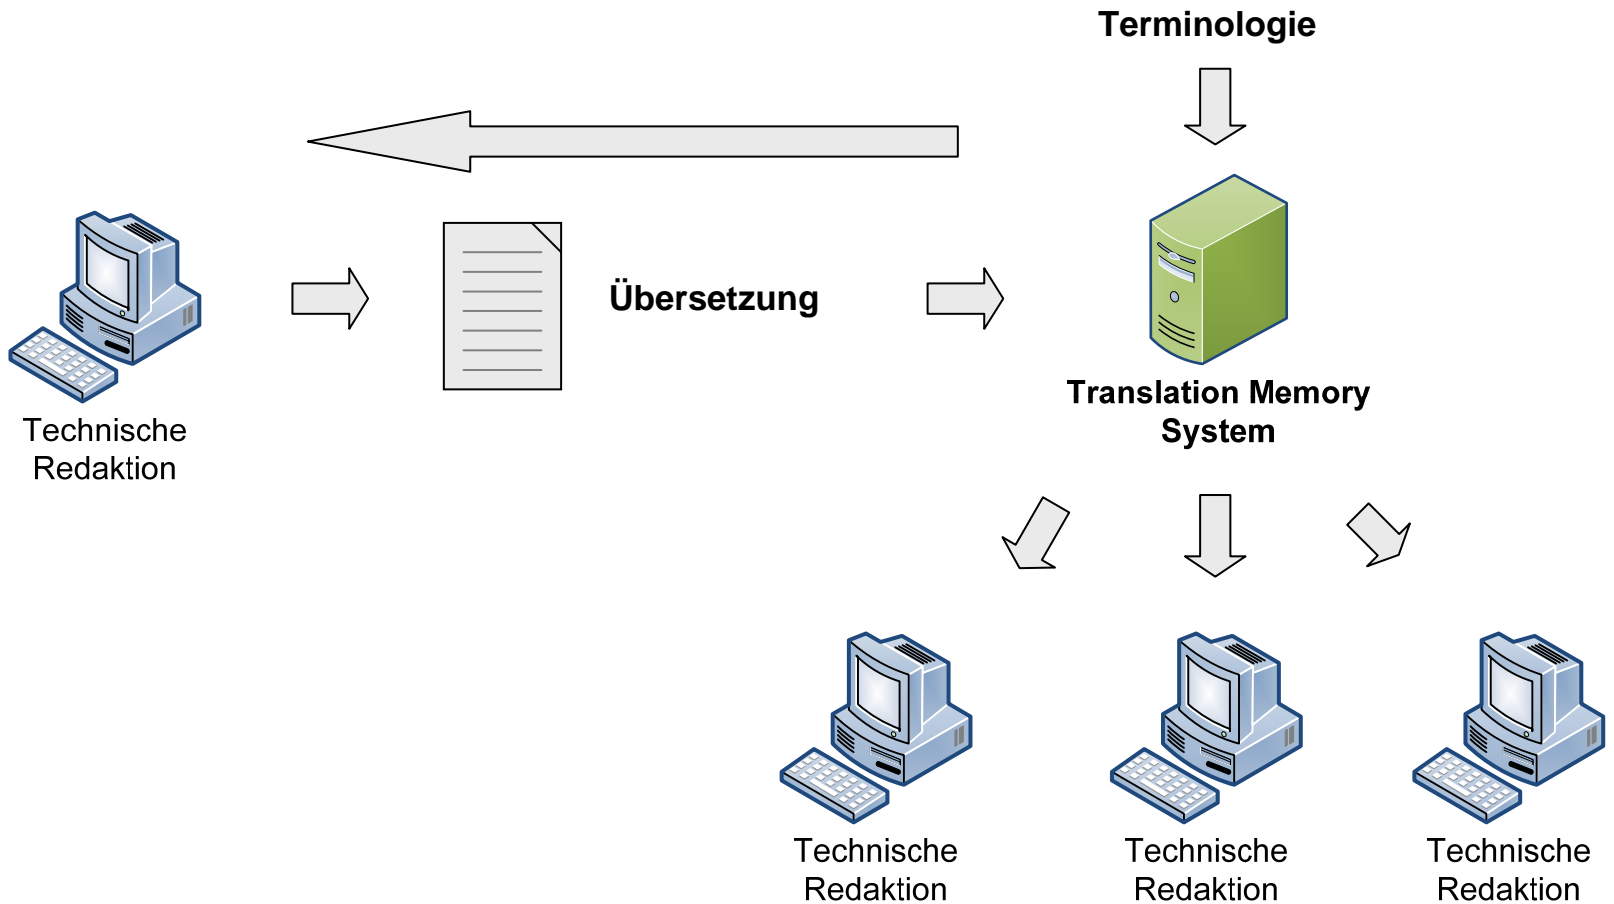 Terminologie
Übersetzung
Translation Memory
System
Technische
Redaktion
Technische
Redaktion
Technische
Redaktion
Technische
Redaktion